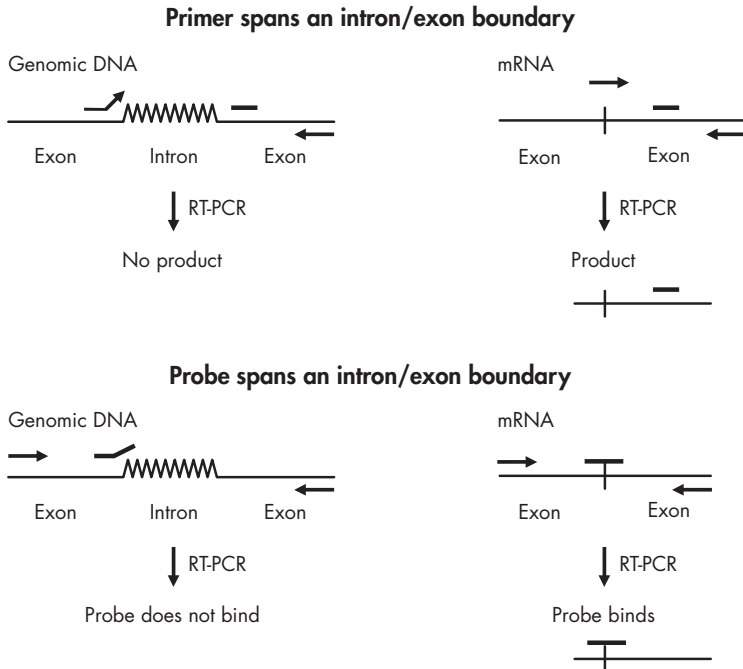 Primer spans an intron/exon boundary
Genomic DNA
mRNA
Exon Intron Exon
Exon Exon
RT-PCR
RT-PCR
No product
Product
Probe spans an intron/exon boundary
Genomic DNA
mRNA
Exon Intron Exon
Exon Exon
RT-PCR
RT-PCR
Probe does not bind
Probe binds